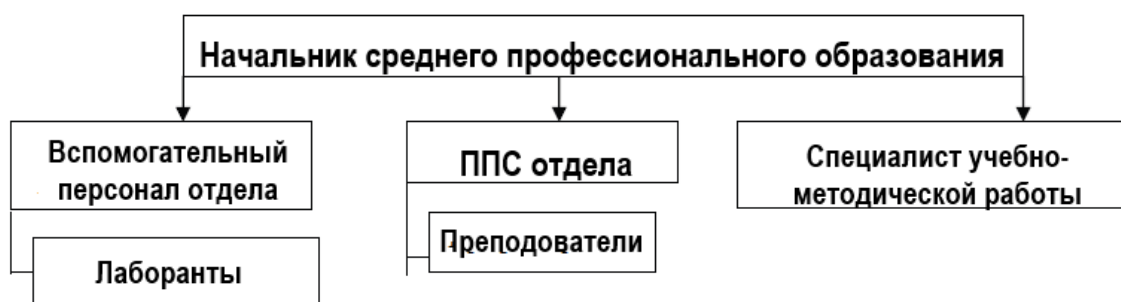 Начальник среднего профессионального образования
Вспомогательный
персонал отдела
ППС отдела
Специалист учебно-
методической работы
Лаборанты
Преподователи